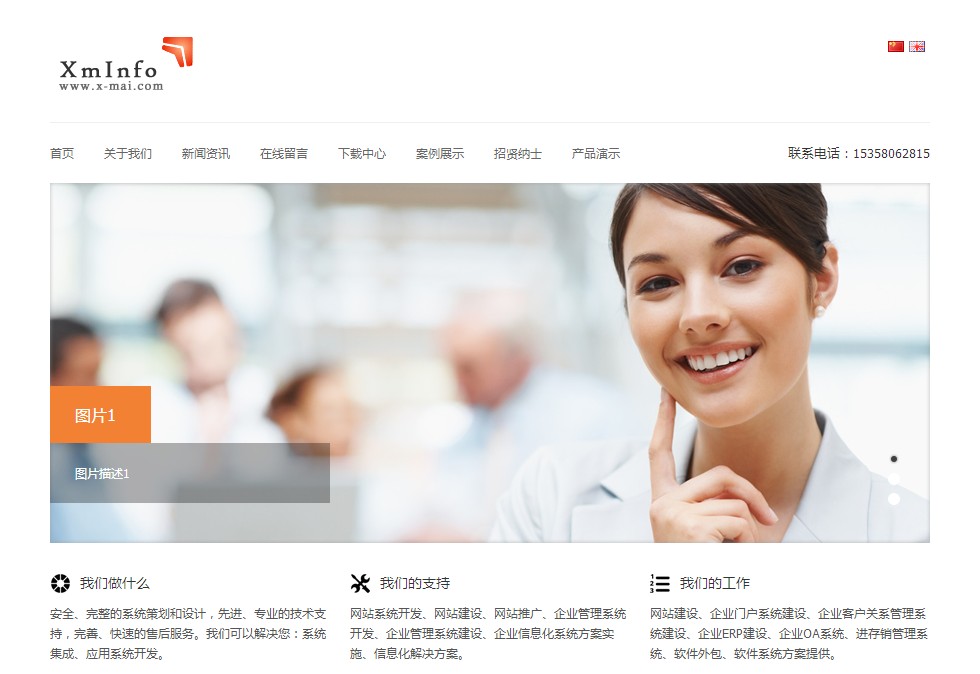 XmInfo
www.x-mai.com
首页 关于我们 新闻资讯 在线留言 下载中心 案例展示 招贤纳士 产品演示 联系电话：15358062815
图片1
图片描述1
我们做什么
安全、完整的系统策划和设计，先进、专业的技术支
持，完善、快速的售后服务。我们可以解决您：系统
集成、应用系统开发。
我们的支持
网站系统开发、网站建设、网站推广、企业管理系统
开发、企业管理系统建设、企业信息化系统方案实
施、信息化解决方案。
1
2
3
我们的工作
网站建设、企业门户系统建设、企业客户关系管理系
统建设、企业ERP建设、企业OA系统、进存销管理系
统、软件外包、软件系统方案提供。